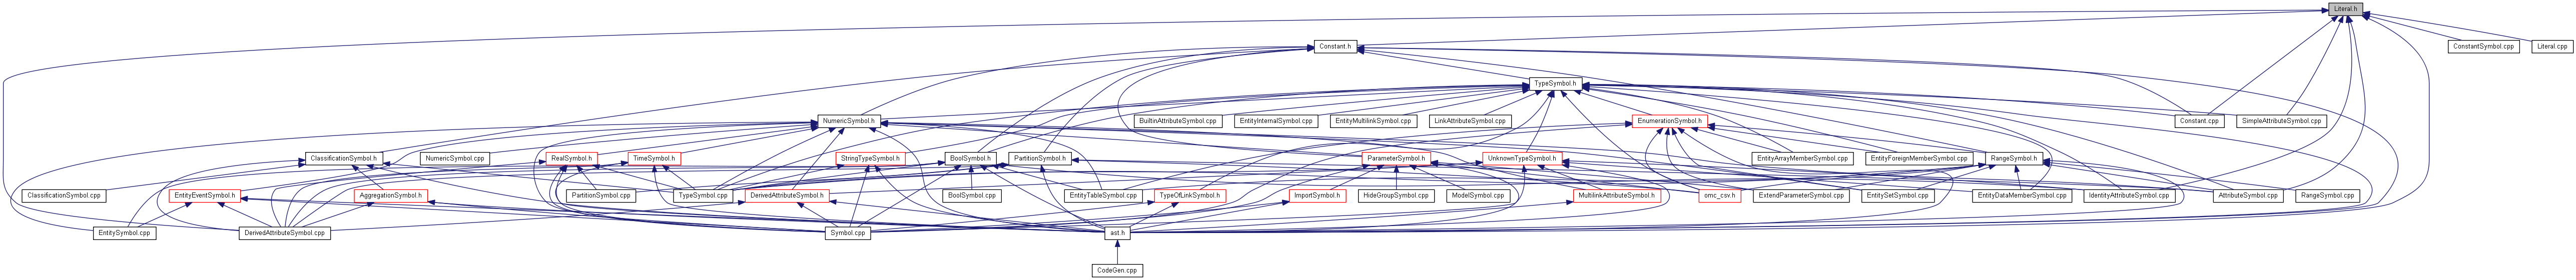 Literal.h
Constant.h
ConstantSymbol.cpp
Literal.cpp
TypeSymbol.h
NumericSymbol.h
BuiltinAttributeSymbol.cpp
EntityInternalSymbol.cpp
EntityMultilinkSymbol.cpp
LinkAttributeSymbol.cpp
EnumerationSymbol.h
Constant.cpp
SimpleAttributeSymbol.cpp
ClassificationSymbol.h
NumericSymbol.cpp
RealSymbol.h
TimeSymbol.h
StringTypeSymbol.h
BoolSymbol.h
PartitionSymbol.h
ParameterSymbol.h
UnknownTypeSymbol.h
EntityArrayMemberSymbol.cpp
EntityForeignMemberSymbol.cpp
RangeSymbol.h
ClassificationSymbol.cpp
EntityEventSymbol.h
AggregationSymbol.h
PartitionSymbol.cpp
TypeSymbol.cpp
DerivedAttributeSymbol.h
BoolSymbol.cpp
EntityTableSymbol.cpp
TypeOfLinkSymbol.h
ImportSymbol.h
HideGroupSymbol.cpp
ModelSymbol.cpp
MultilinkAttributeSymbol.h
omc_csv.h
ExtendParameterSymbol.cpp
EntitySetSymbol.cpp
EntityDataMemberSymbol.cpp
IdentityAttributeSymbol.cpp
AttributeSymbol.cpp
RangeSymbol.cpp
EntitySymbol.cpp
DerivedAttributeSymbol.cpp
Symbol.cpp
ast.h
CodeGen.cpp